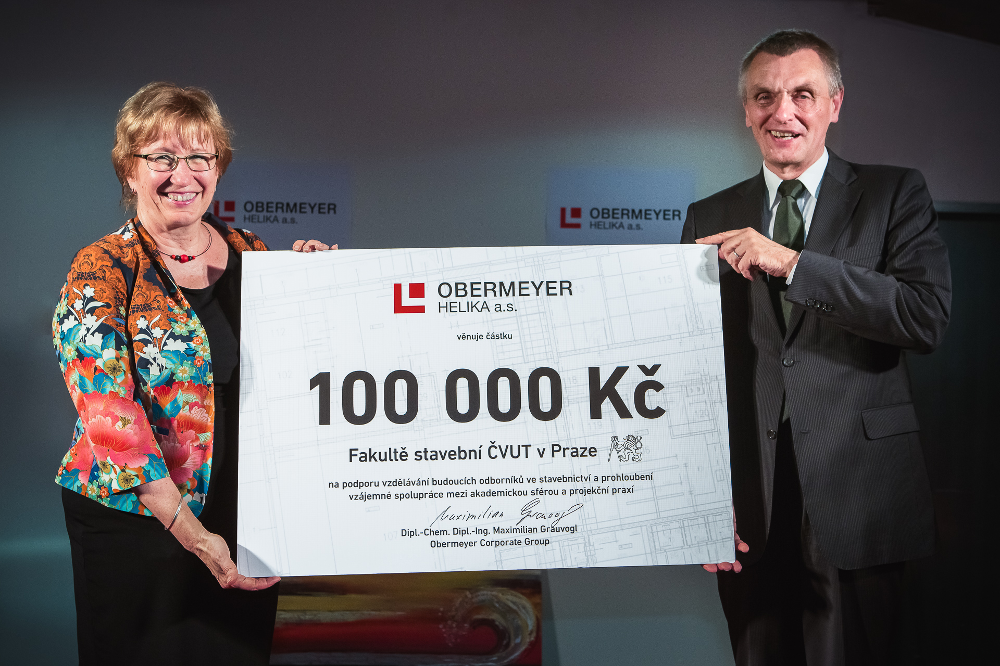 OBERMEYER
HELIKA a.s.
OBERMEYER
HELIKA a.s.
OBERMEYER
HELIKA a.s.
věnuje částku
100 000 Kč
Fakultě stavební ČVUT v Praze
na podporu vzdělávání budoucích odborníků ve stavebnictví a prohloubení
vzájemné spolupráce mezi akademickou sférou a projekční praxí
Maximilian Grauvogl
Dipl.-Chem. Dipl.-Ing. Maximilian Grauvogl
Obermeyer Corporate Group